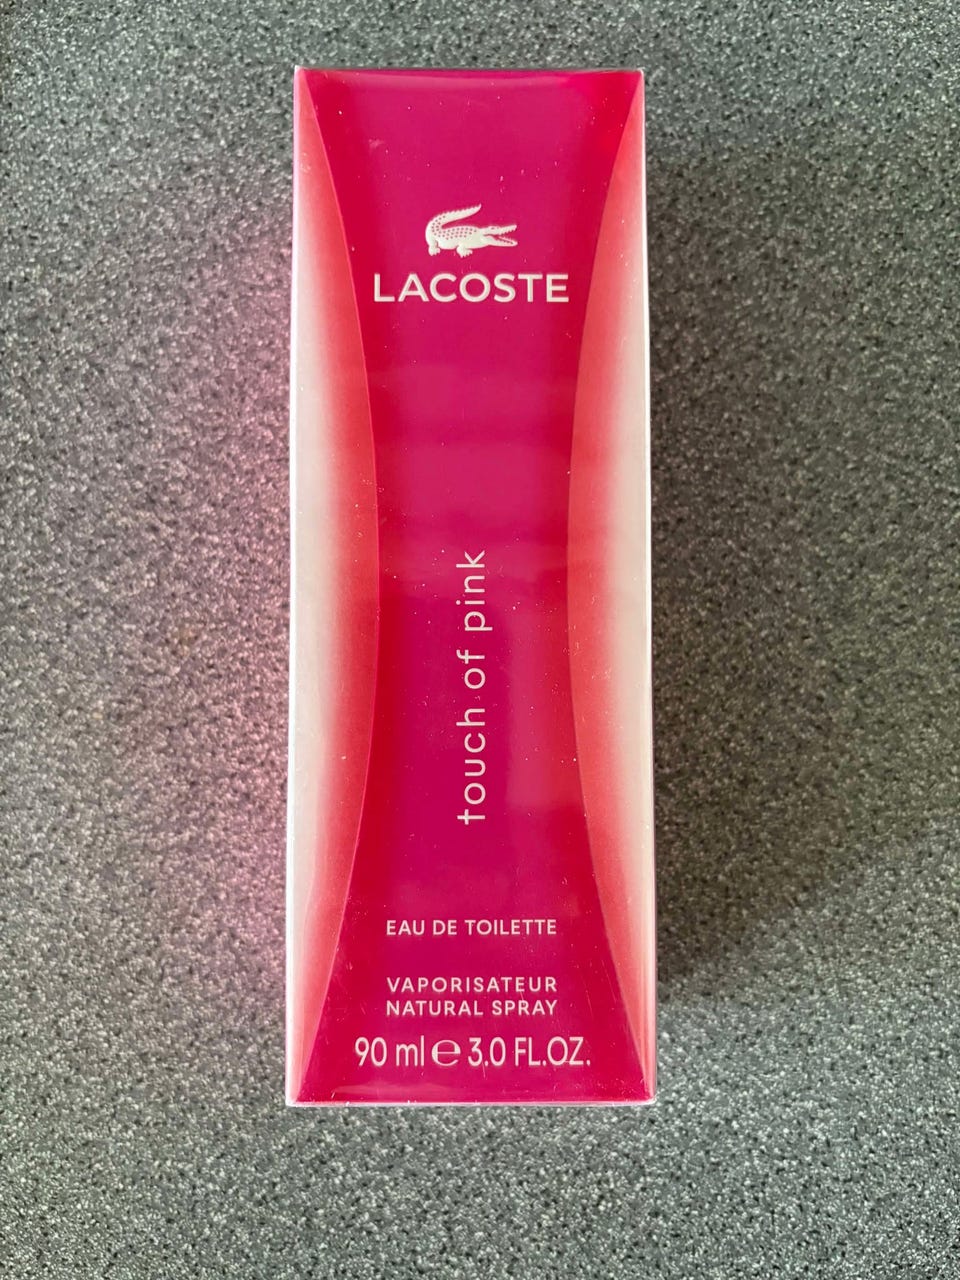 LACOSTE
touch of pink
EAU DE TOILETTE
VAPORISATEUR
NATURAL SPRAY
90 ml ℮ 3.0 FL.OZ.